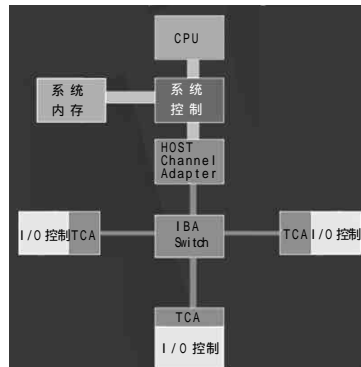 CPU
系统
内存
系统
控制
HOST
Channel
Adapter
I/O控制TCA
IBA
Switch
TCA I/O控制
TCA
I/O控制